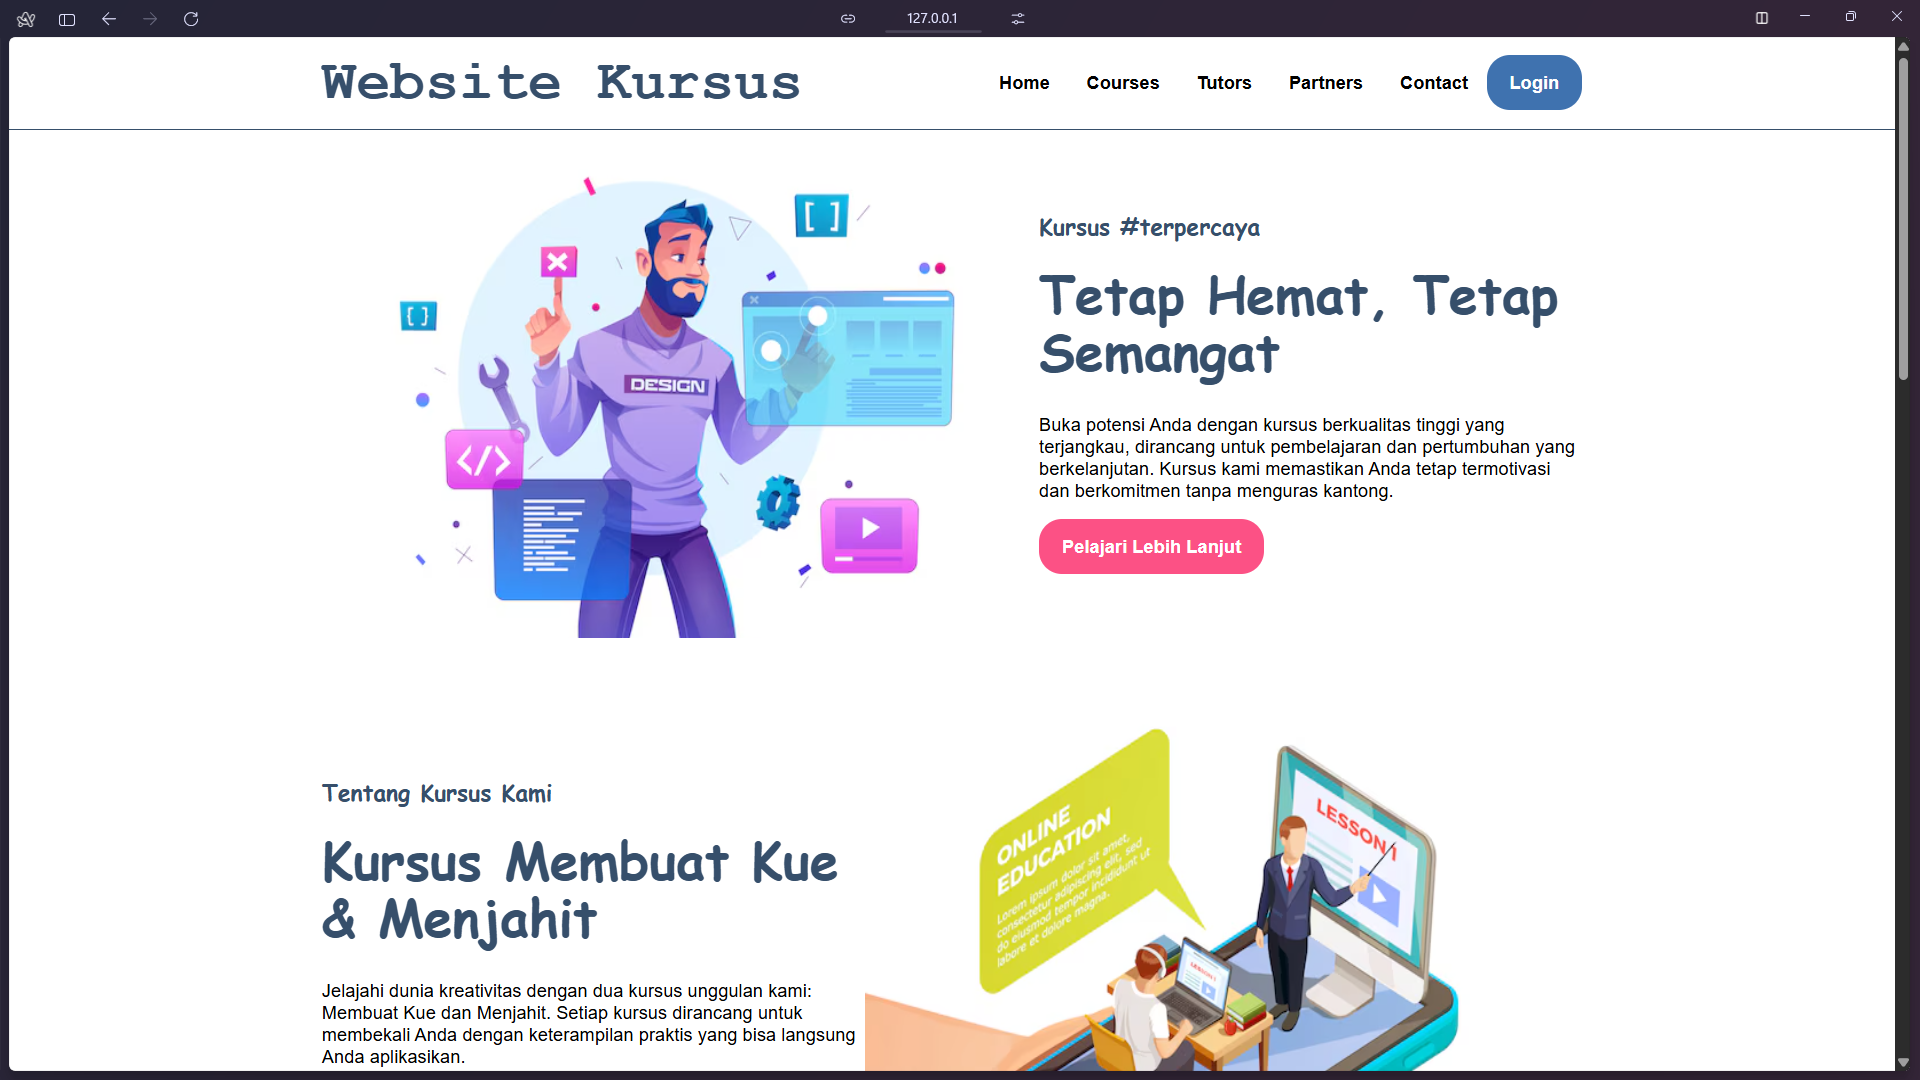 127.0.0.1
Website Kursus
Home Courses Tutors Partners Contact Login
DESIGN
Kursus #terpercaya
Tetap Hemat, Tetap
Semangat
Buka potensi Anda dengan kursus berkualitas tinggi yang
terjangkau, dirancang untuk pembelajaran dan pertumbuhan yang
berkelanjutan. Kursus kami memastikan Anda tetap termotivasi
dan berkomitmen tanpa menguras kantong.
Pelajari Lebih Lanjut
Tentang Kursus Kami
Kursus Membuat Kue
& Menjahit
Jelajahi dunia kreativitas dengan dua kursus unggulan kami:
Membuat Kue dan Menjahit. Setiap kursus dirancang untuk
membekali Anda dengan keterampilan praktis yang bisa langsung
Anda aplikasikan.
ONLINE
EDUCATION
Lorem ipsum dolor sit amet,
consectetur adipiscing elit, sed
do eiusmod tempor incididunt ut
labore et dolore magna.
LESSON 1
LESSON 1